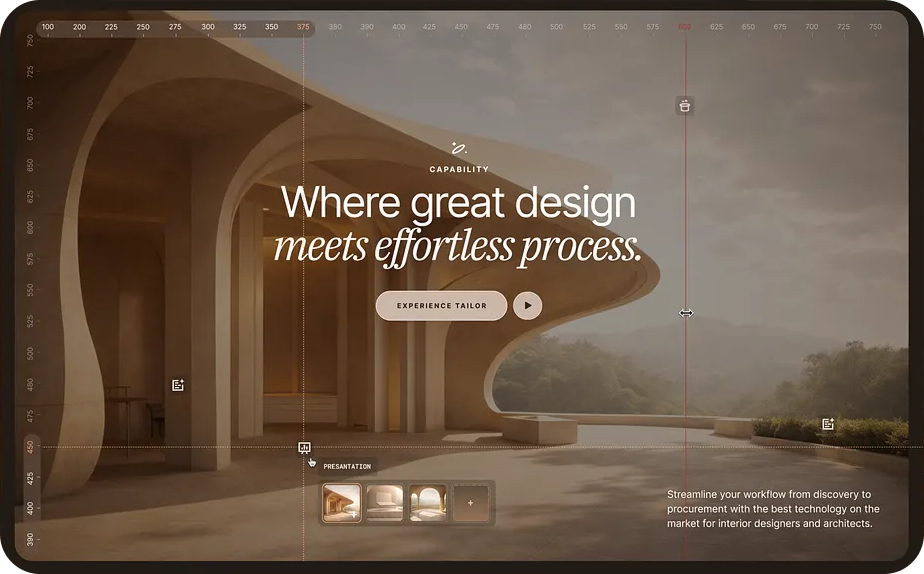 100 200 225 250 275 300 325 350 375 380 390 400 425 450 475 500 525 550 575 600 625 650 675 700 725 750
750
725
700
675
650
625
600
575
550
525
500
480
475
450
425
400
390
CAPABILITY
Where great design
meets effortless process.
EXPERIENCE TAILOR
PRESANTATION
Streamline your workflow from discovery to
procurement with the best technology on the
market for interior designers and architects.